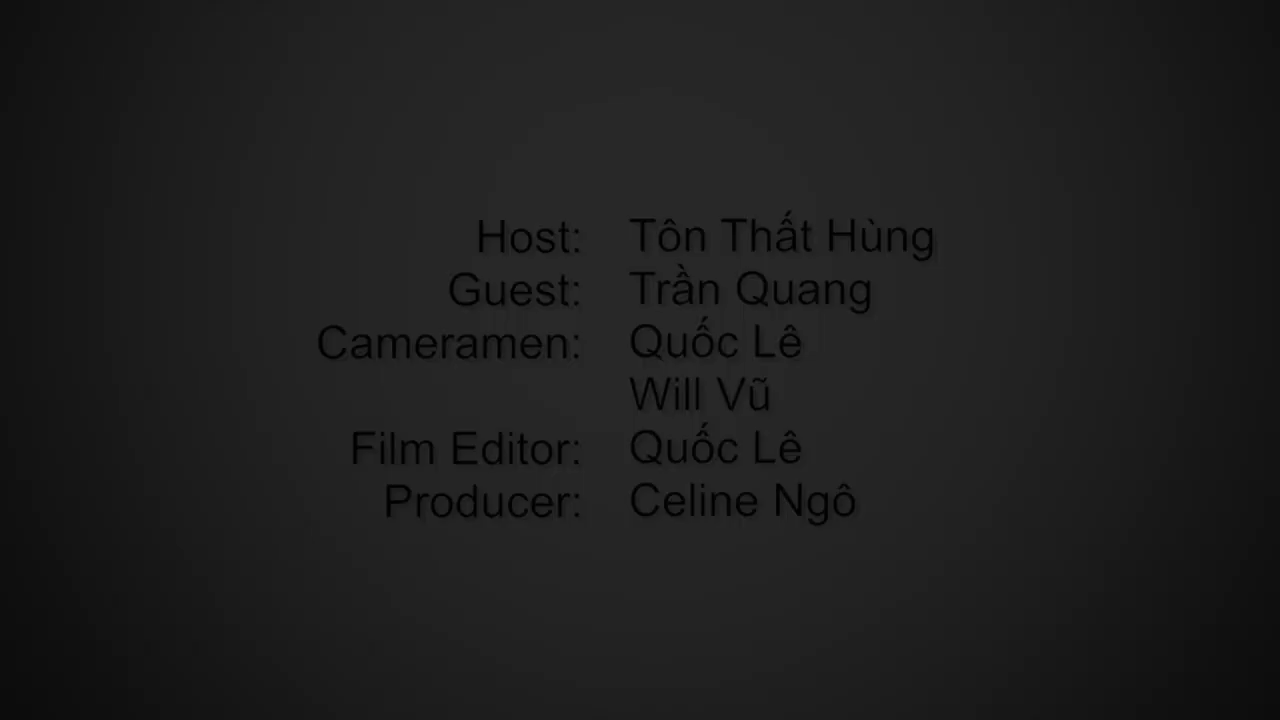 Host: Tôn Thất Hùng
Guest: Trần Quang
Cameramen: Quốc Lê
Will Vũ
Film Editor: Quốc Lê
Producer: Celine Ngô